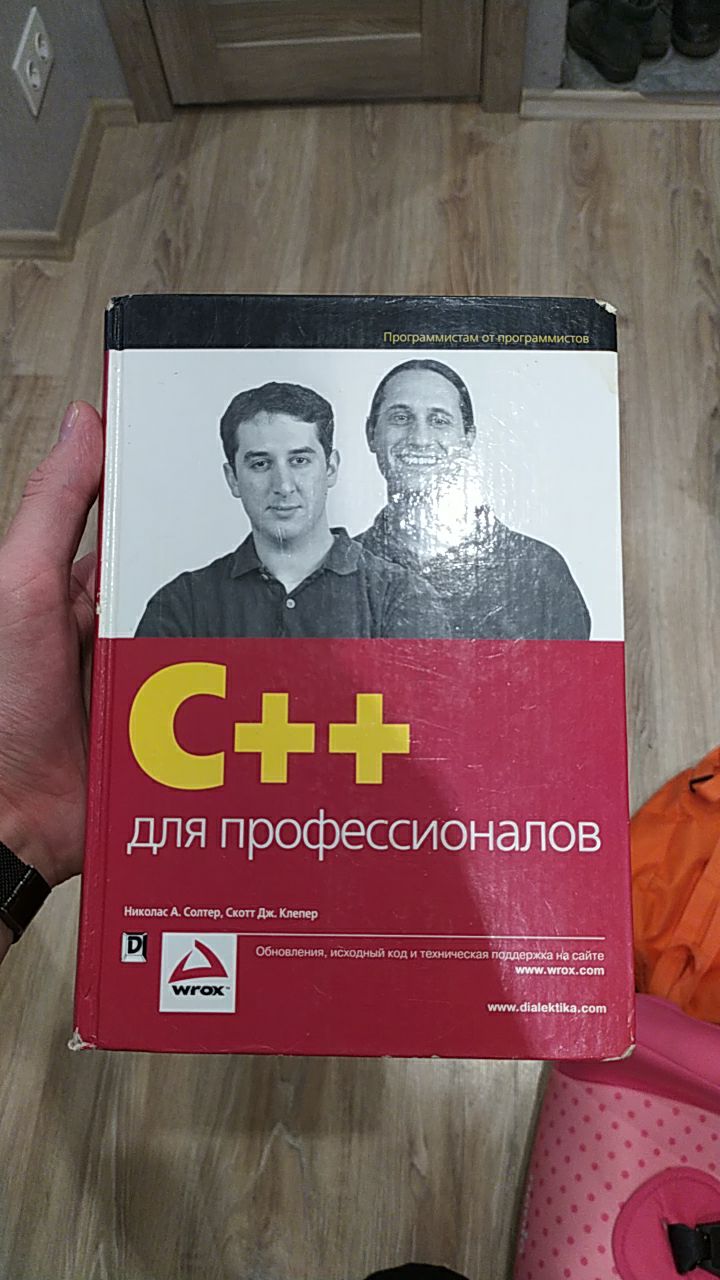 Программистам от программистов
C++
для профессионалов
Николас А. Солтер, Скотт Дж. Клепер
D
wrox™
Обновления, исходный код и техническая поддержка на сайте
www.wrox.com
www.dialektika.com